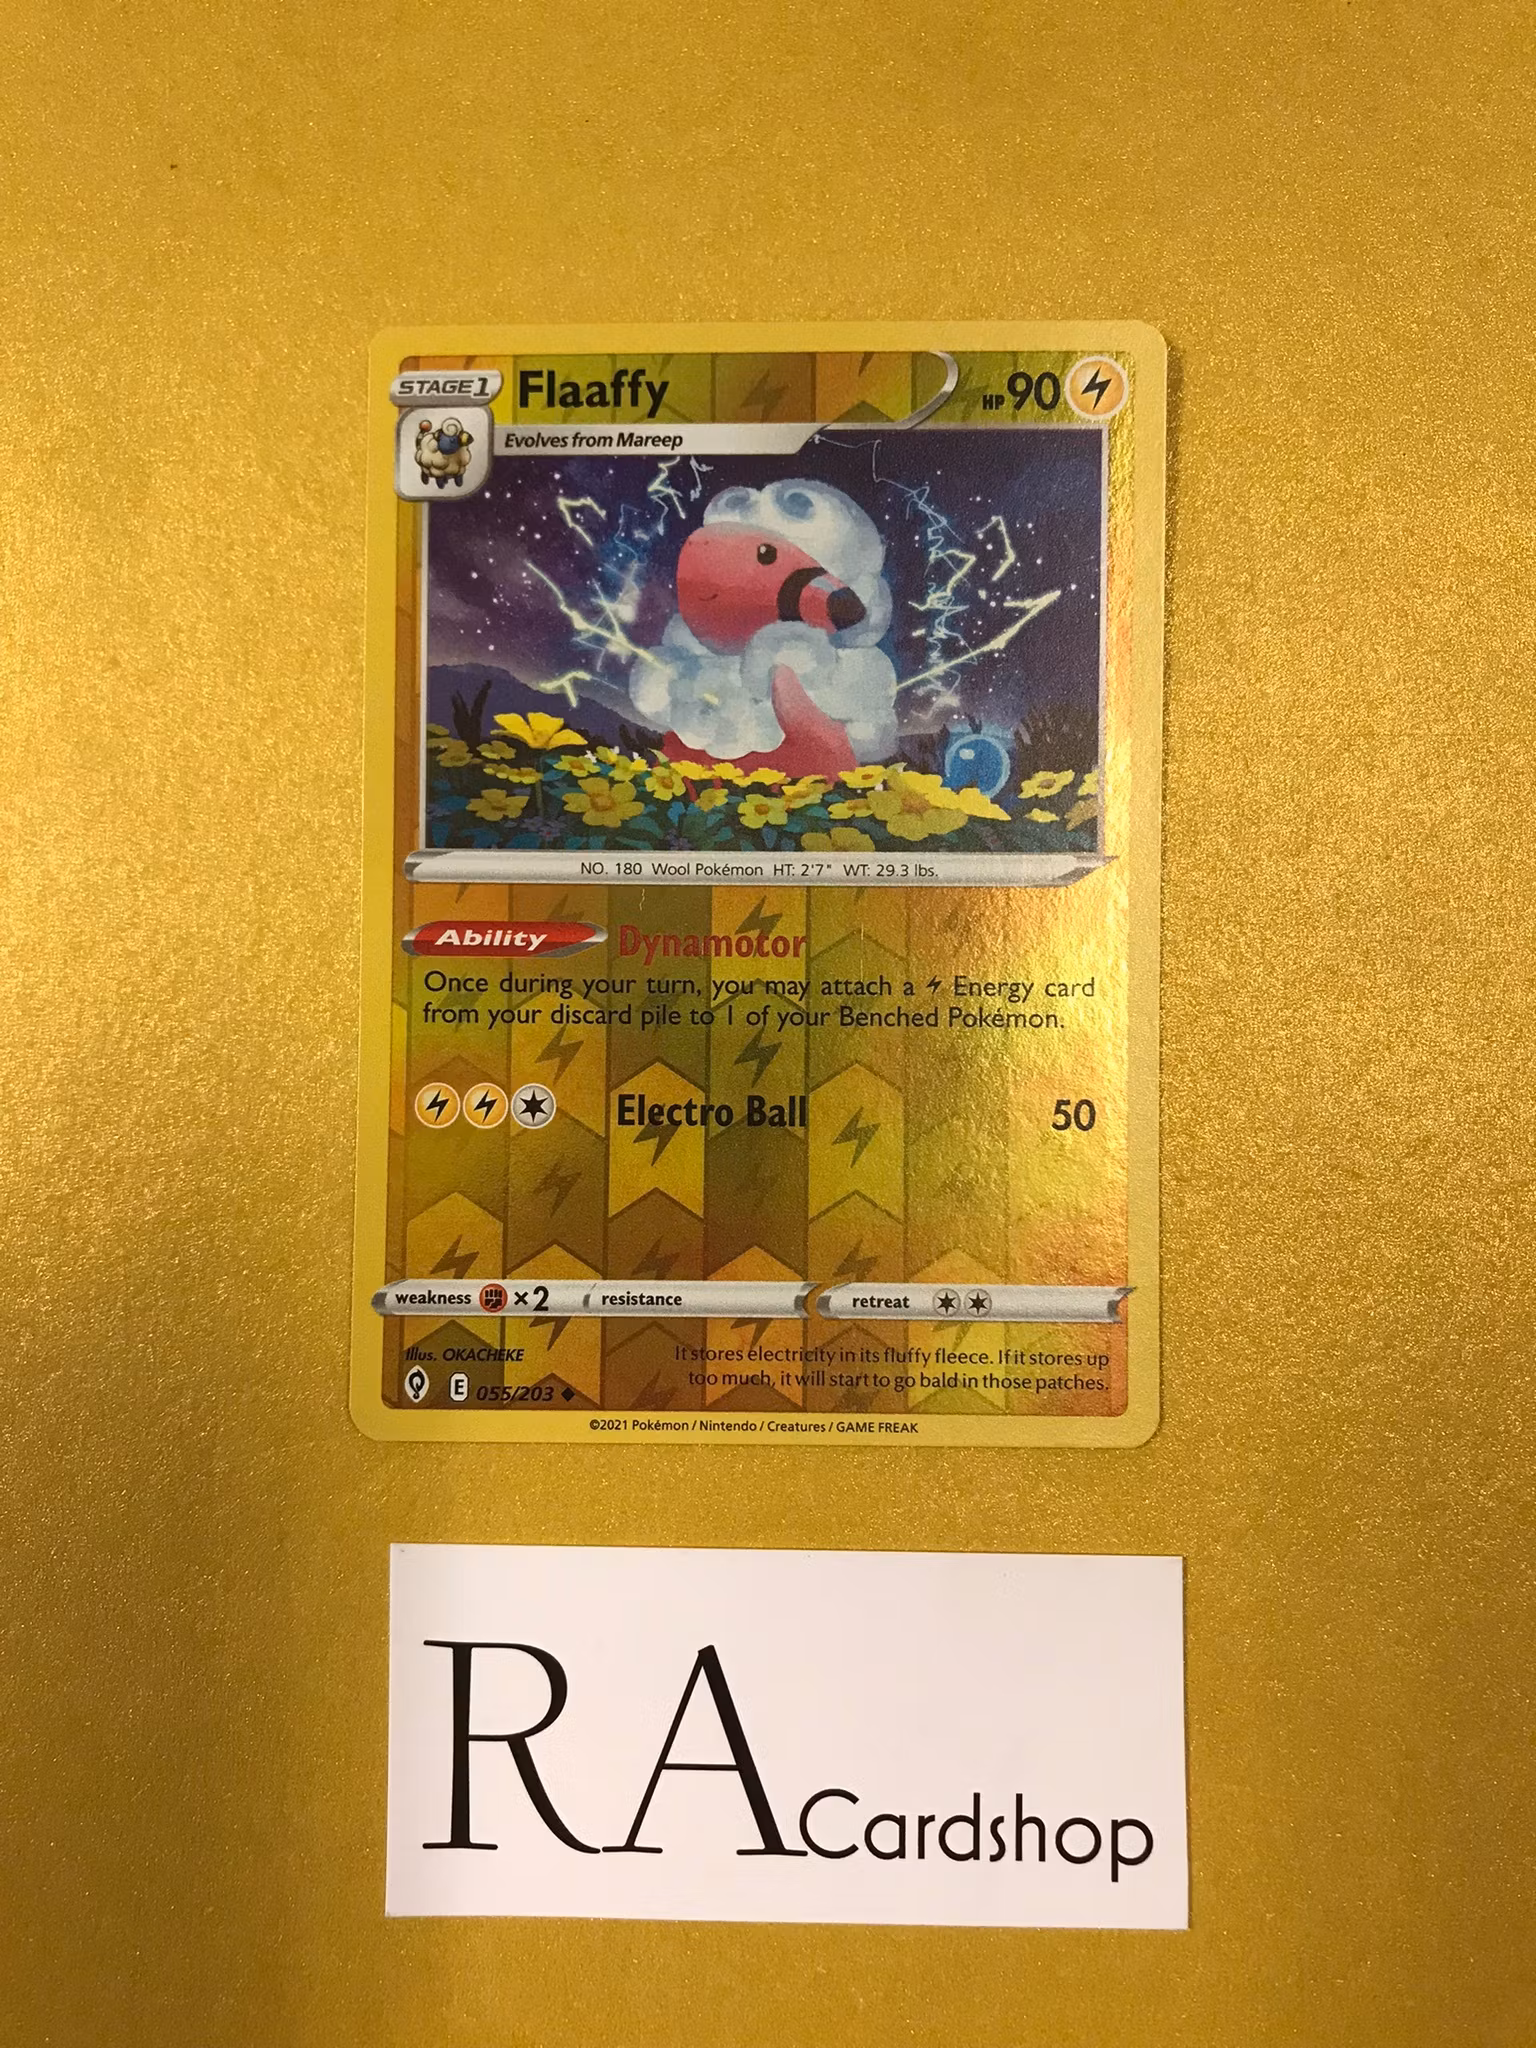 STAGE 1 Flaaffy HP 90
Evolves from Mareep
NO. 180 Wool Pokémon HT: 2'7" WT: 29.3 lbs.
Ability Dynamotor
Once during your turn, you may attach a Energy card
from your discard pile to 1 of your Benched Pokémon.
Electro Ball 50
weakness ×2 resistance retreat
Illus. OKACHEKE
It stores electricity in its fluffy fleece. If it stores up
too much, it will start to go bald in those patches.
E 055/203
©2021 Pokémon / Nintendo / Creatures / GAME FREAK
RA Cardshop